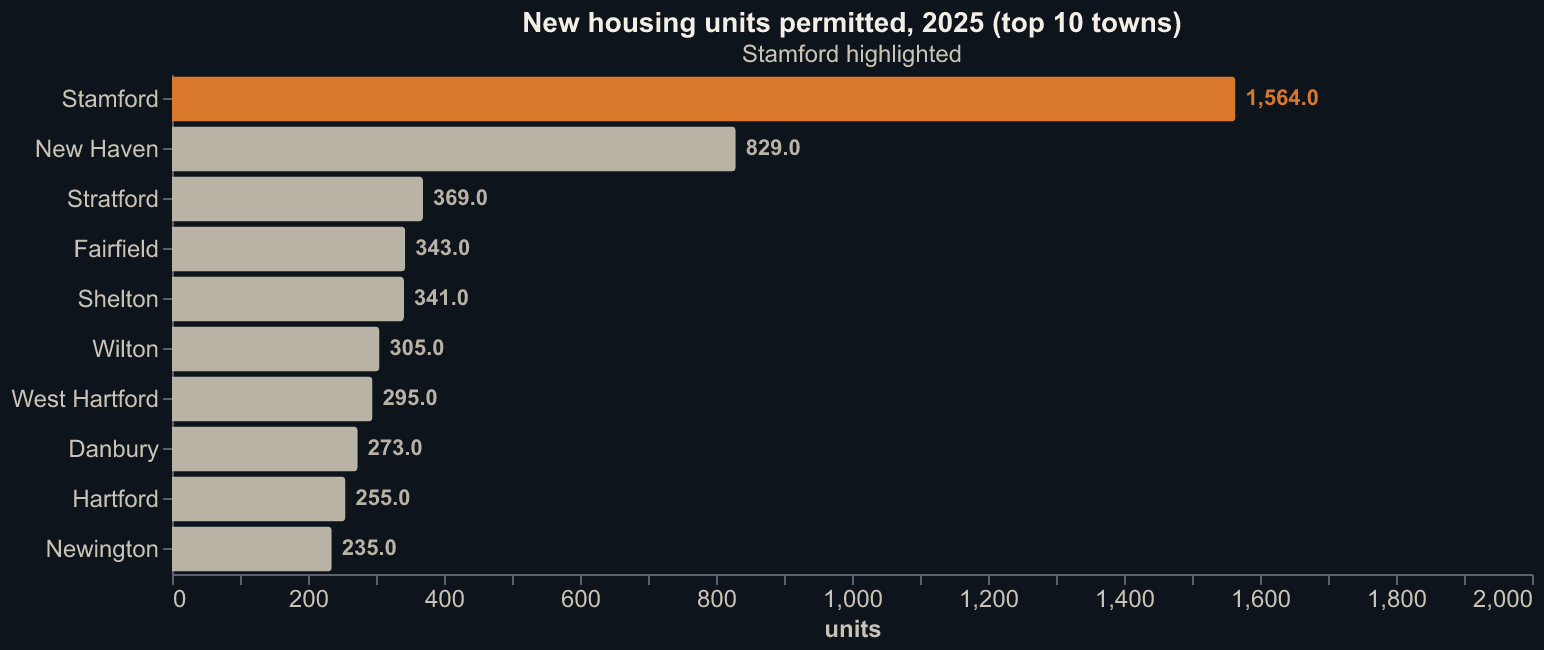 New housing units permitted, 2025 (top 10 towns)
Stamford highlighted
Stamford 1,564.0
New Haven 829.0
Stratford 369.0
Fairfield 343.0
Shelton 341.0
Wilton 305.0
West Hartford 295.0
Danbury 273.0
Hartford 255.0
Newington 235.0
0 200 400 600 800 1,000 1,200 1,400 1,600 1,800 2,000
units